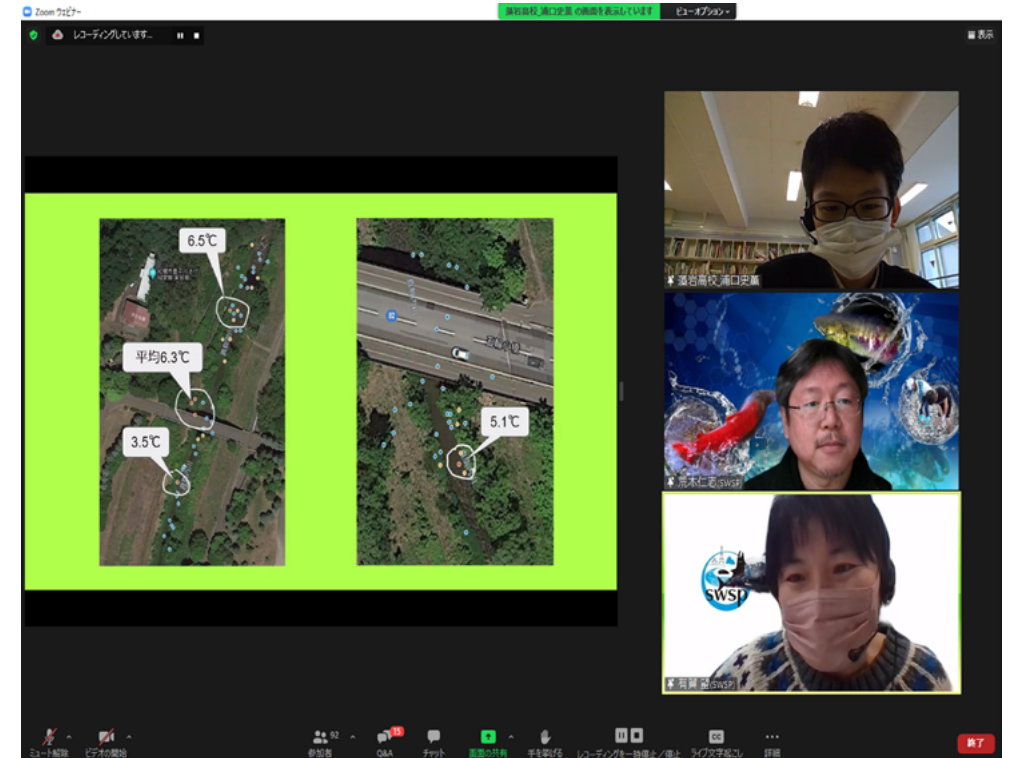 Zoom ウェビナー
藻岩高校_浦口史薫 の画面を表示しています
ビューオプション
レコーディングしています...
表示
6.5℃
平均6.3℃
3.5℃
5.1℃
藻岩高校_浦口史薫
荒木仁志(SWSP)
SWSP
有賀 望(SWSP)
ミュート解除
ビデオの開始
92
参加者
15
Q&A
チャット
画面の共有
手を挙げる
レコーディングを一時停止／停止
CC
ライブ文字起こし
詳細
終了